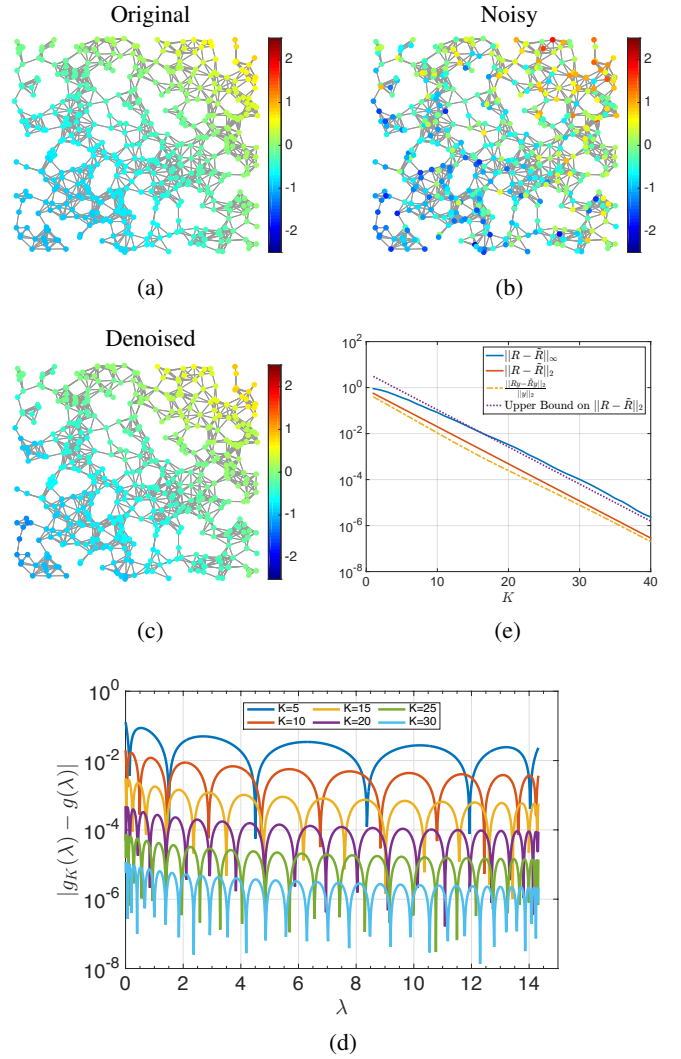 Original
2
1
0
-1
-2
(a)
Noisy
2
1
0
-1
-2
(b)
Denoised
2
1
0
-1
-2
(c)
10^2
10^0
10^-2
10^-4
10^-6
10^-8
||R − R̃||∞
||R − R̃||₂
||Ry−R̃y||₂ / ||y||₂
Upper Bound on ||R − R̃||₂
0 10 20 30 40
K
(e)
10^0
10^-2
10^-4
10^-6
10^-8
|g_K(λ) − g(λ)|
K=5 K=15 K=25
K=10 K=20 K=30
0 2 4 6 8 10 12 14
λ
(d)